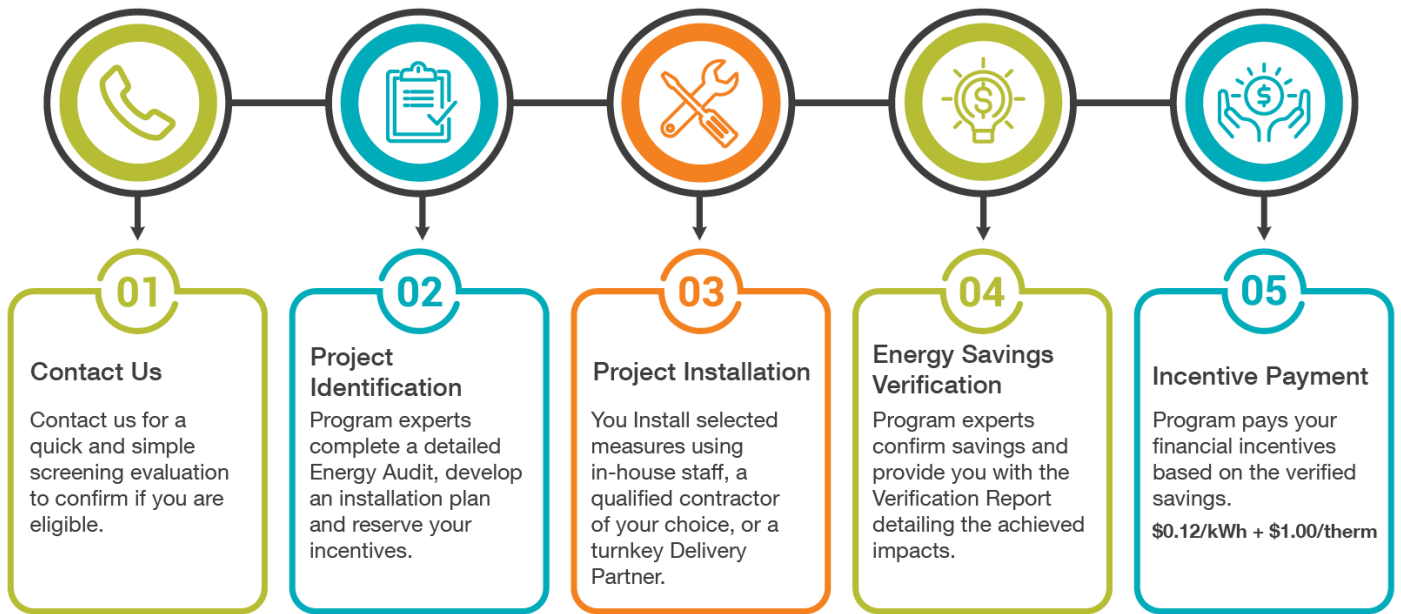 01
Contact Us
Contact us for a
quick and simple
screening evaluation
to confirm if you are
eligible.
02
Project
Identification
Program experts
complete a detailed
Energy Audit, develop
an installation plan
and reserve your
incentives.
03
Project Installation
You Install selected
measures using
in-house staff, a
qualified contractor
of your choice, or a
turnkey Delivery
Partner.
04
Energy Savings
Verification
Program experts
confirm savings and
provide you with the
Verification Report
detailing the achieved
impacts.
05
Incentive Payment
Program pays your
financial incentives
based on the verified
savings.
$0.12/kWh + $1.00/therm